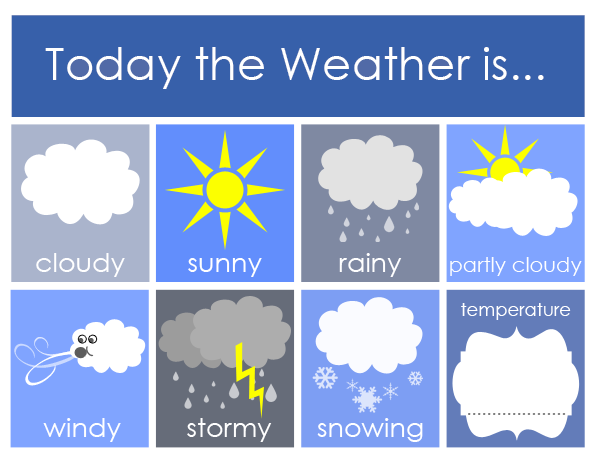 Today the Weather is...
cloudy
sunny
rainy
partly cloudy
windy
stormy
snowing
temperature